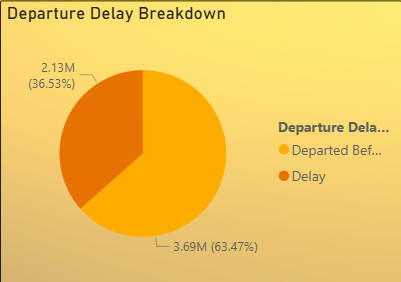 Departure Delay Breakdown
2.13M
(36.53%)
Departure Dela...
Departed Bef...
Delay
3.69M (63.47%)